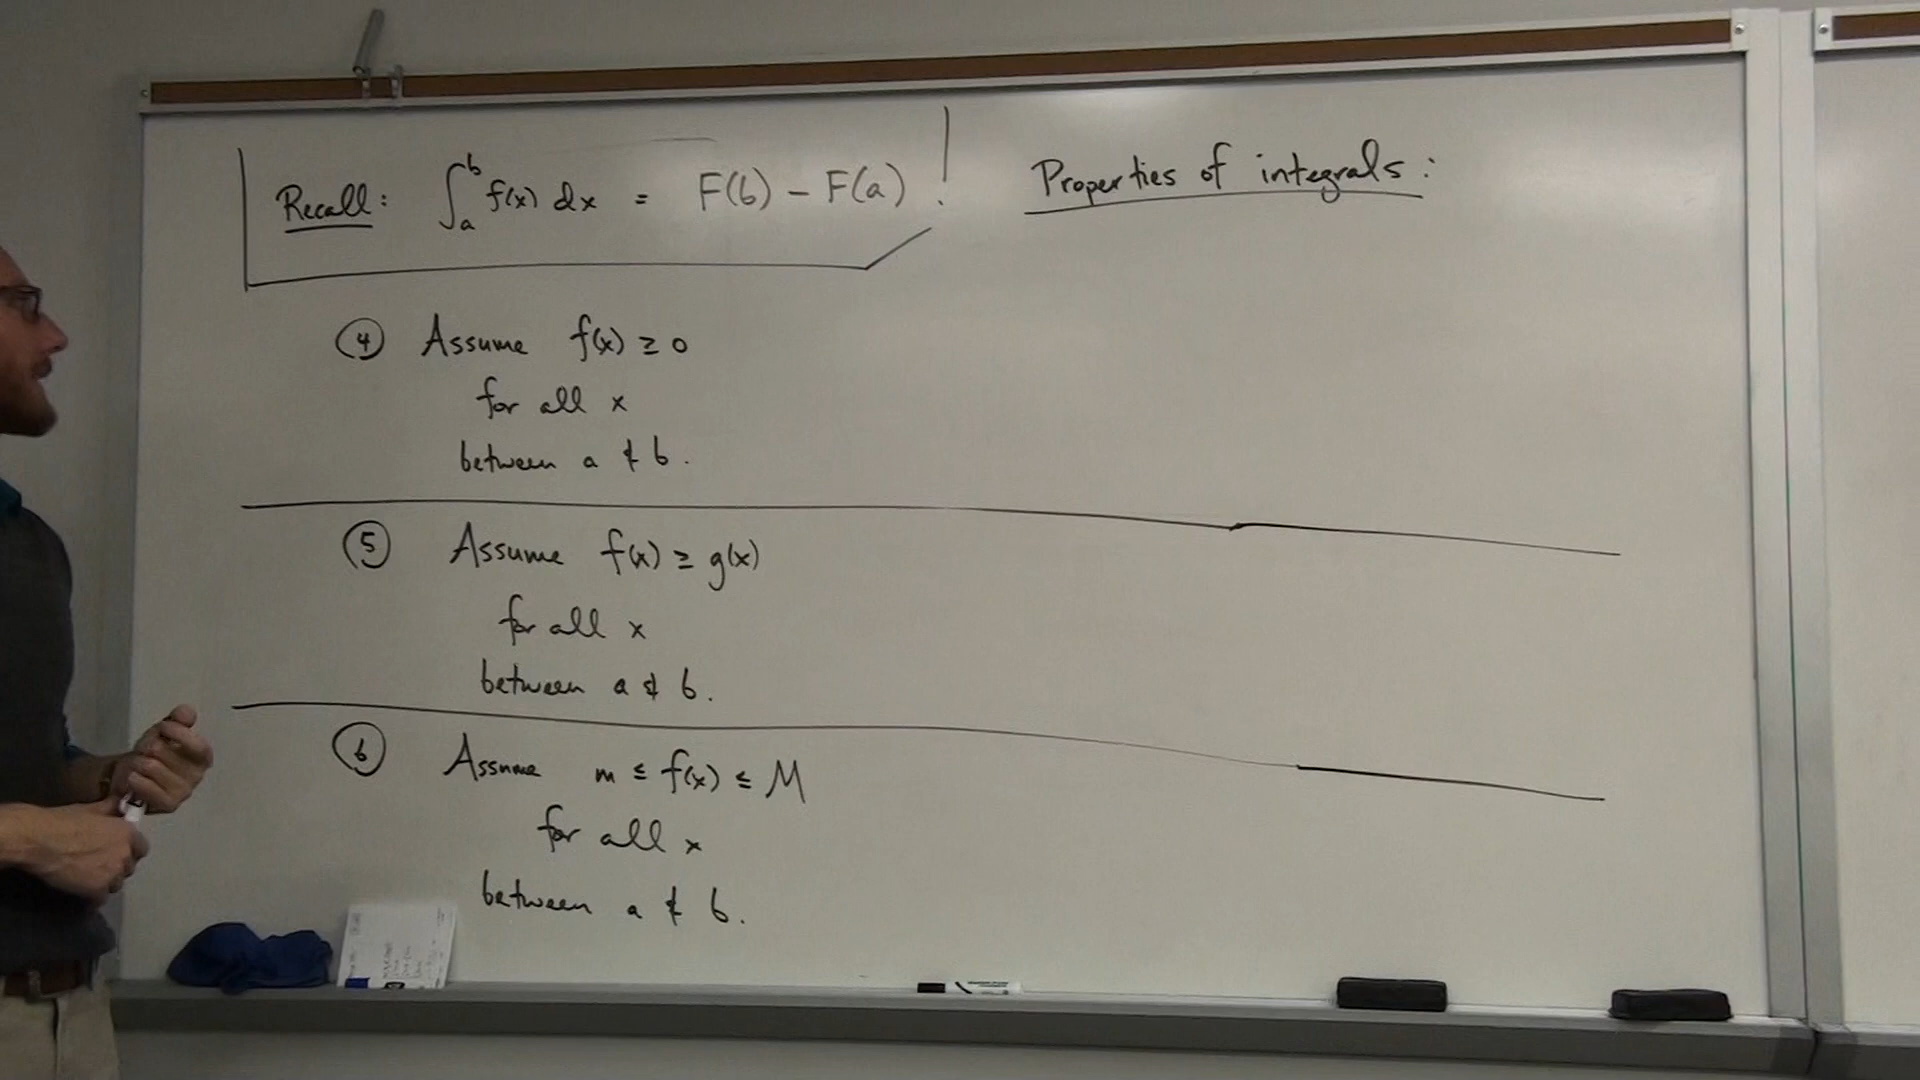 Recall: ∫_a^b f(x) dx = F(b) – F(a) !
Properties of integrals:
④ Assume f(x) ≥ 0
for all x
between a & b.
⑤ Assume f(x) ≥ g(x)
for all x
between a & b.
⑥ Assume m ≤ f(x) ≤ M
for all x
between a & b.